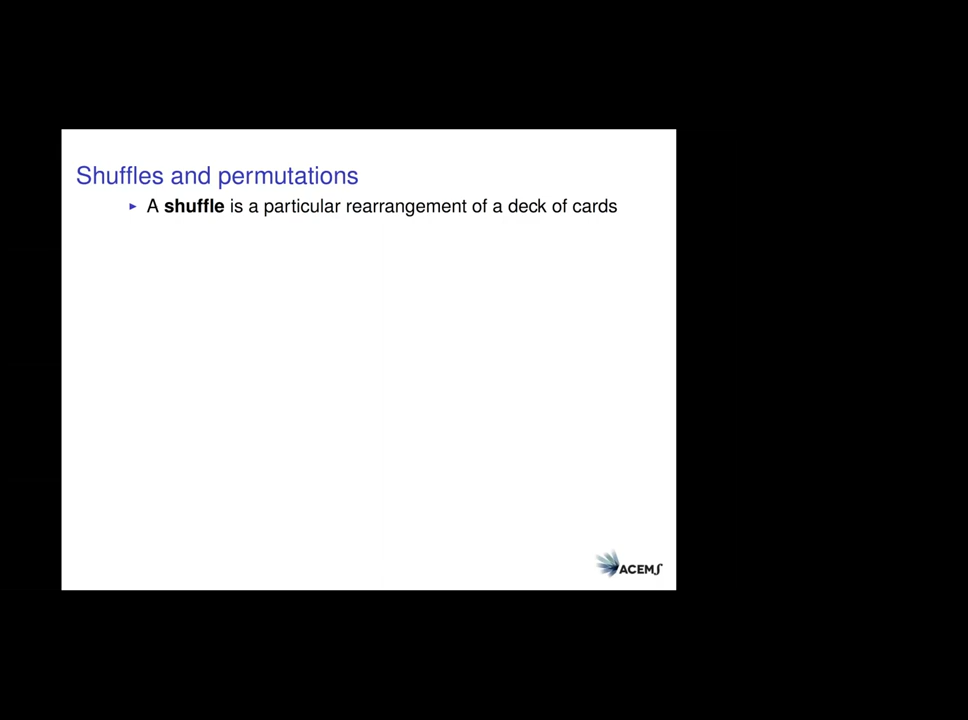 Shuffles and permutations
▸ A shuffle is a particular rearrangement of a deck of cards
ACEMS